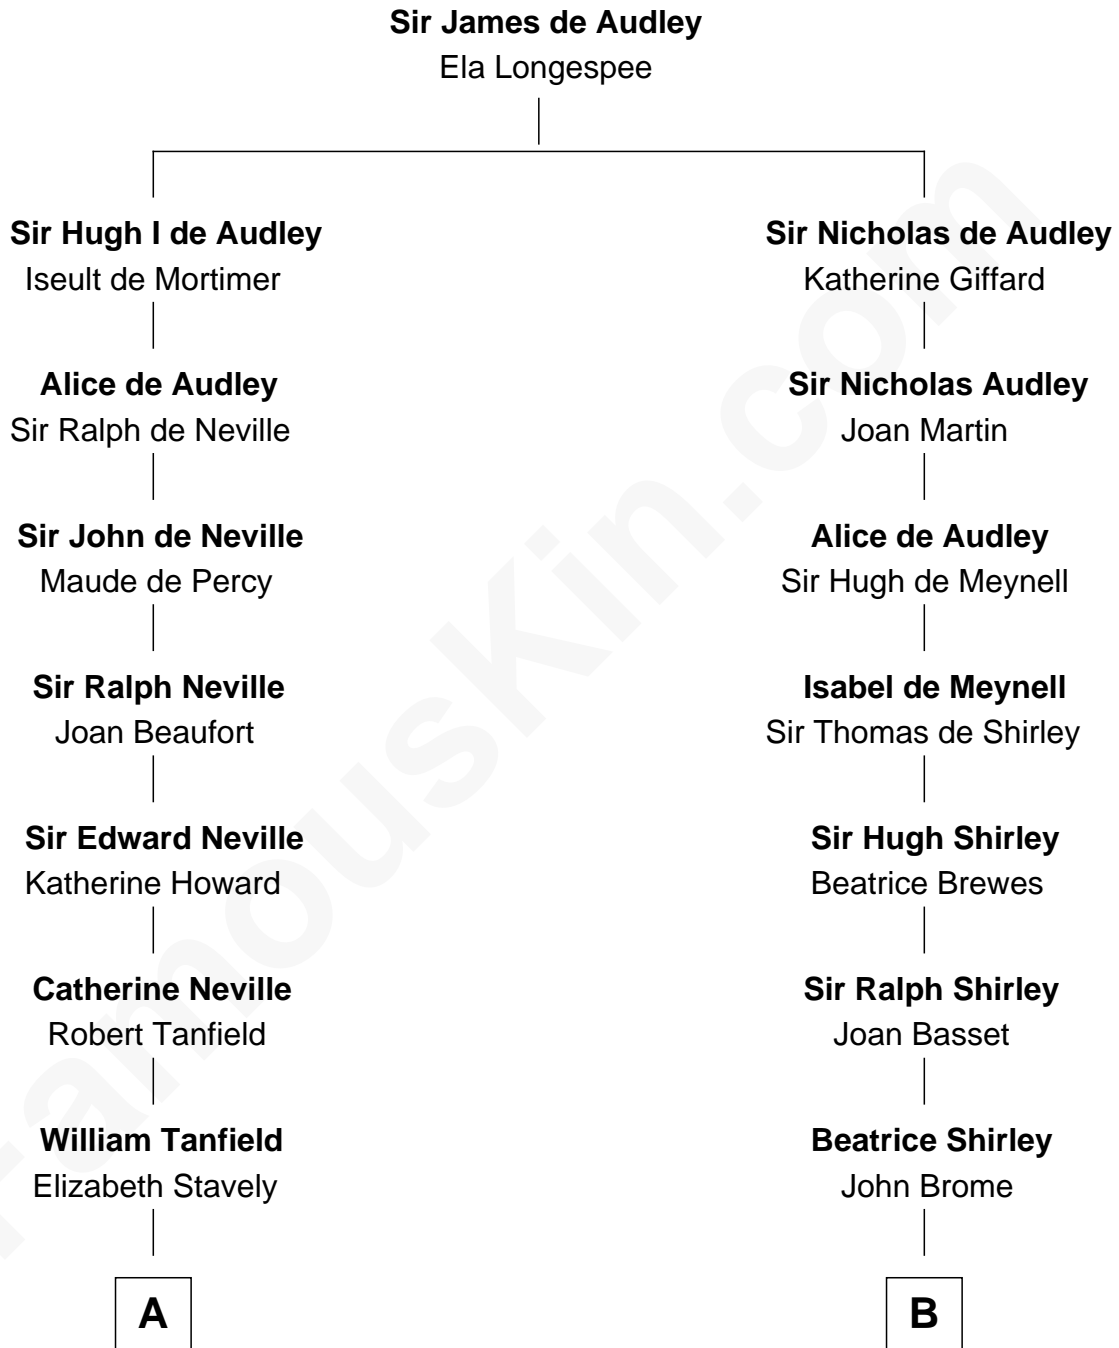 Sir James de Audley
Ela Longespee
Sir Hugh I de Audley
Iseult de Mortimer
Sir Nicholas de Audley
Katherine Giffard
Alice de Audley
Sir Ralph de Neville
Sir Nicholas Audley
Joan Martin
Sir John de Neville
Maude de Percy
Alice de Audley
Sir Hugh de Meynell
Sir Ralph Neville
Joan Beaufort
Isabel de Meynell
Sir Thomas de Shirley
Sir Edward Neville
Katherine Howard
Sir Hugh Shirley
Beatrice Brewes
Catherine Neville
Robert Tanfield
Sir Ralph Shirley
Joan Basset
William Tanfield
Elizabeth Stavely
Beatrice Shirley
John Brome
A
B
FamousKin.com